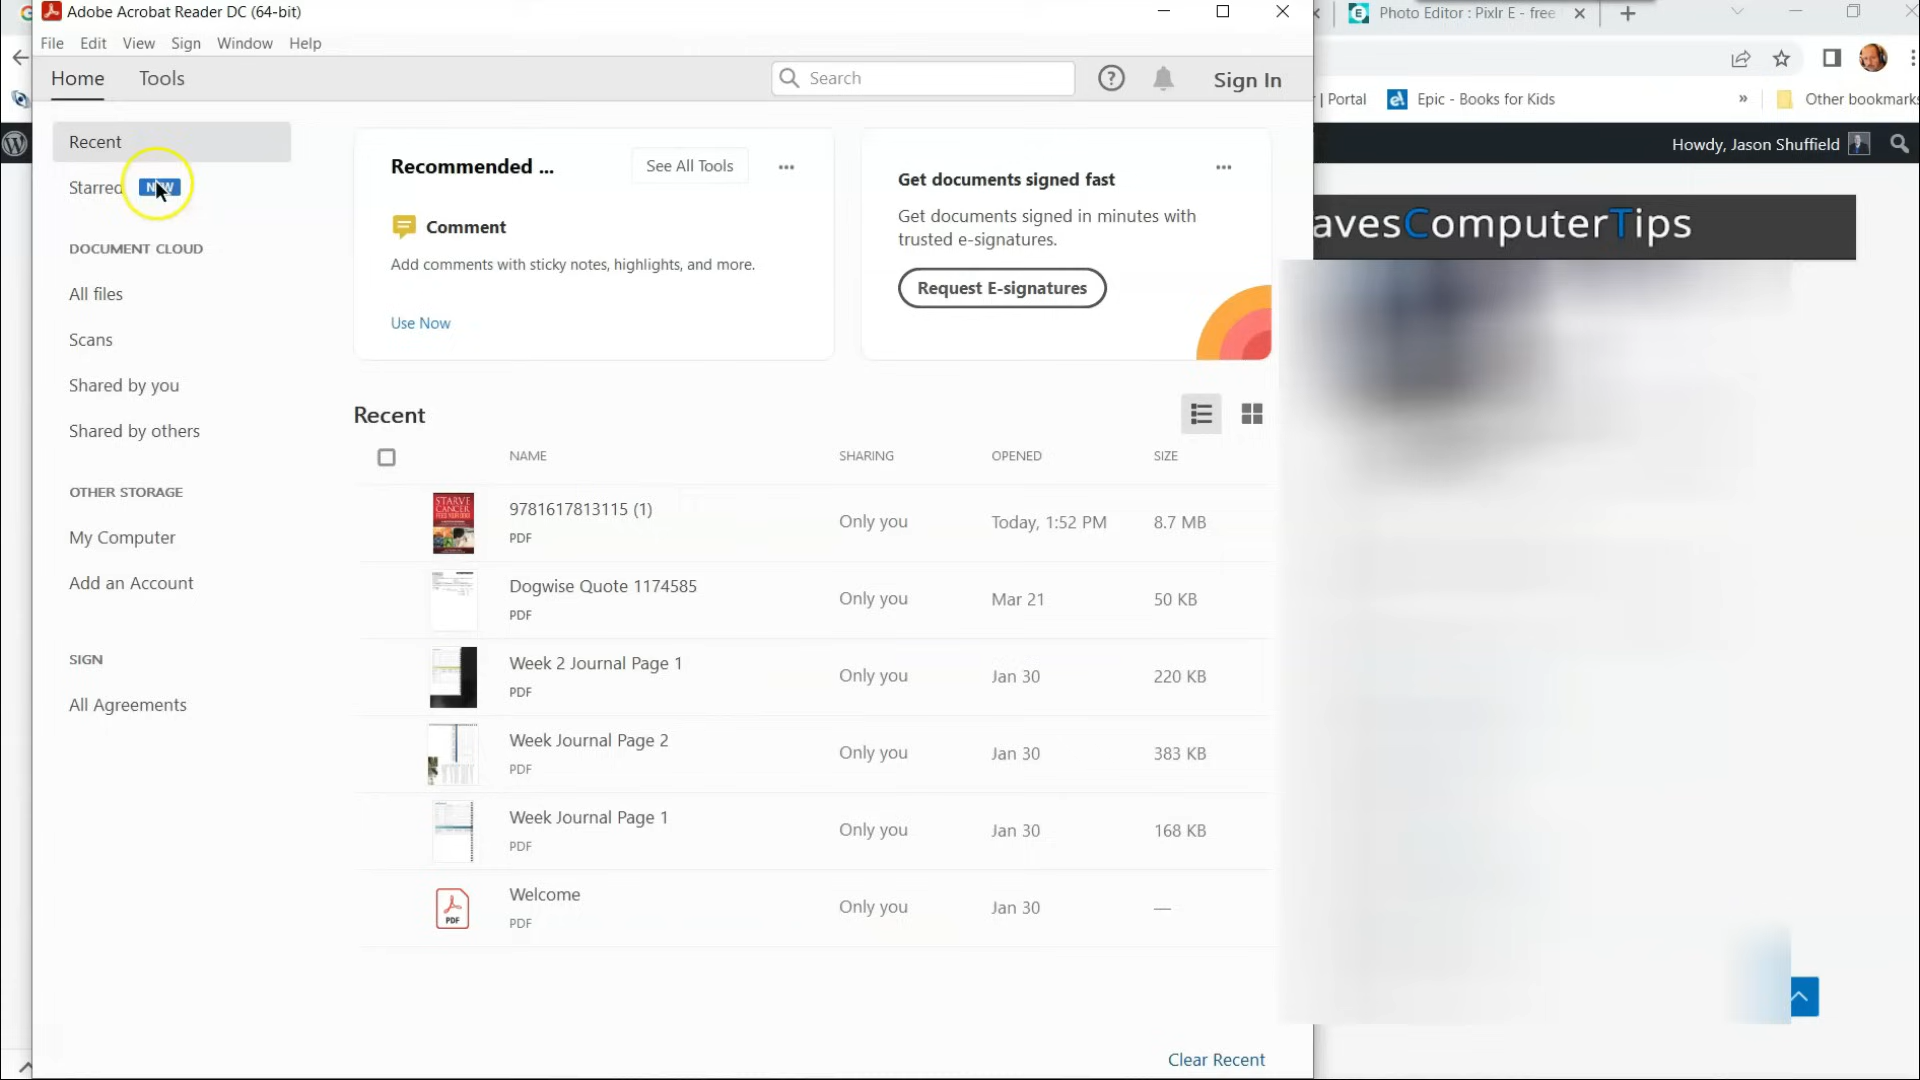 Adobe Acrobat Reader DC (64-bit)
Photo Editor : Pixlr E - free
File Edit View Sign Window Help
Home Tools
Search
Sign In
| Portal
Epic - Books for Kids
»
Other bookmarks
Howdy, Jason Shuffield
Recent
Starred NEW
DOCUMENT CLOUD
All files
Scans
Shared by you
Shared by others
OTHER STORAGE
My Computer
Add an Account
SIGN
All Agreements
Recommended ...
See All Tools
Comment
Add comments with sticky notes, highlights, and more.
Use Now
Get documents signed fast
Get documents signed in minutes with
trusted e-signatures.
Request E-signatures
avesComputerTips
Recent
NAME SHARING OPENED SIZE
STARVE CANCER
9781617813115 (1)
PDF
Only you Today, 1:52 PM 8.7 MB
Dogwise Quote 1174585
PDF
Only you Mar 21 50 KB
Week 2 Journal Page 1
PDF
Only you Jan 30 220 KB
Week Journal Page 2
PDF
Only you Jan 30 383 KB
Week Journal Page 1
PDF
Only you Jan 30 168 KB
PDF
Welcome
PDF
Only you Jan 30 —
Clear Recent